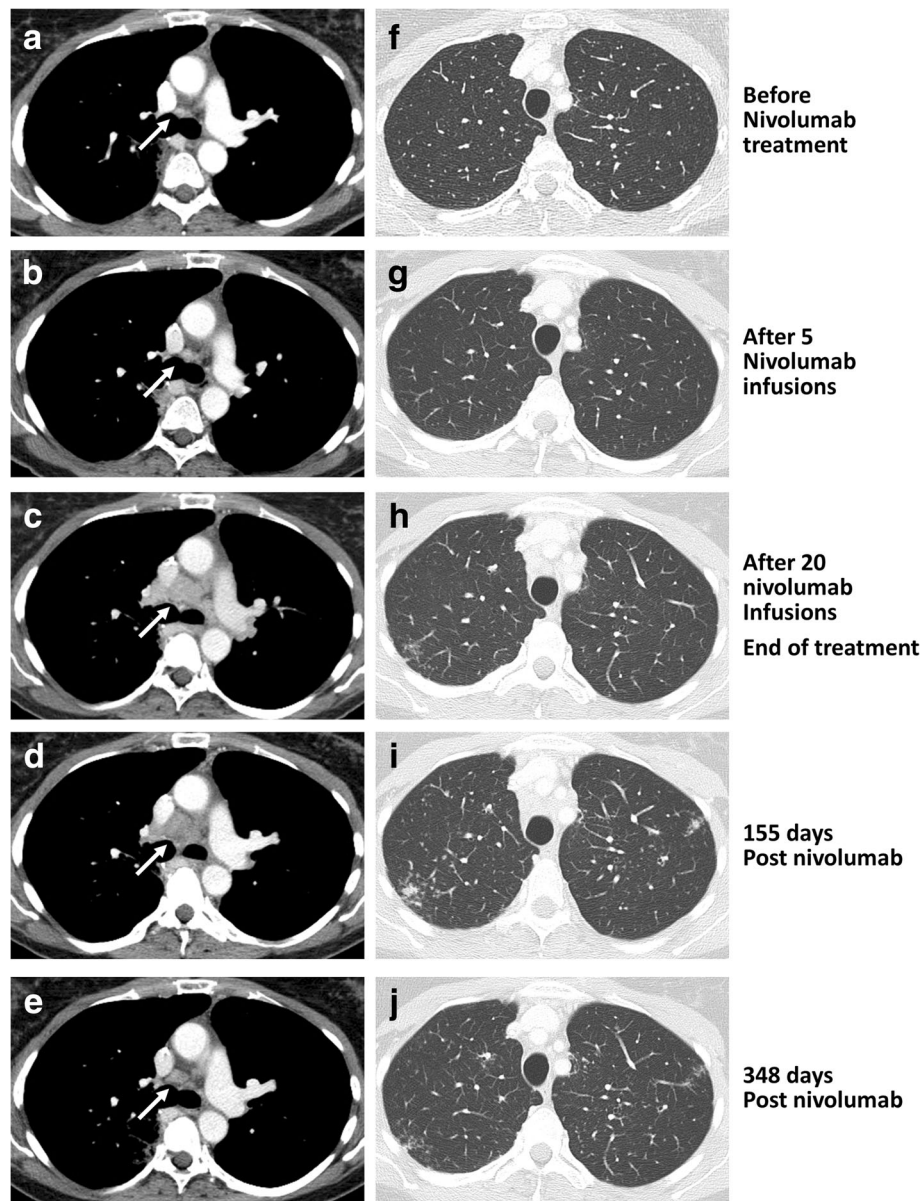 a
f
Before
Nivolumab
treatment
b
g
After 5
Nivolumab
infusions
c
h
After 20
nivolumab
Infusions
End of treatment
d
i
155 days
Post nivolumab
e
j
348 days
Post nivolumab